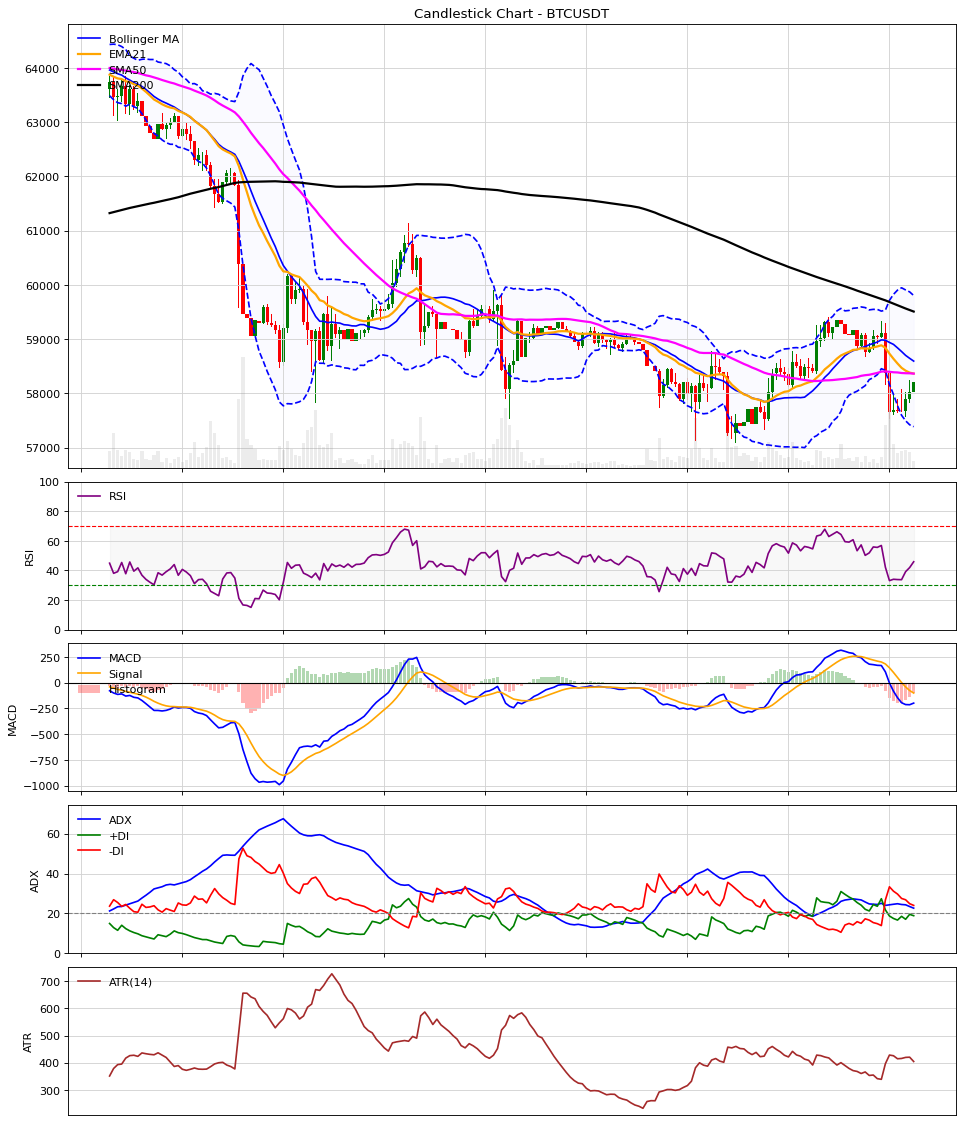 Candlestick Chart - BTCUSDT
Bollinger MA
EMA21
SMA50
64000
63000
62000
61000
60000
59000
58000
57000
RSI
100
80
60
40
20
0
RSI
MACD
Signal
Histogram
250
0
−250
−500
−750
−1000
MACD
ADX
+DI
-DI
60
40
20
0
ADX
ATR(14)
700
600
500
400
300
ATR